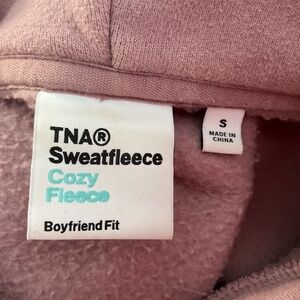 TNA®
Sweatfleece
Cozy
Fleece
Boyfriend Fit
S
MADE IN
CHINA